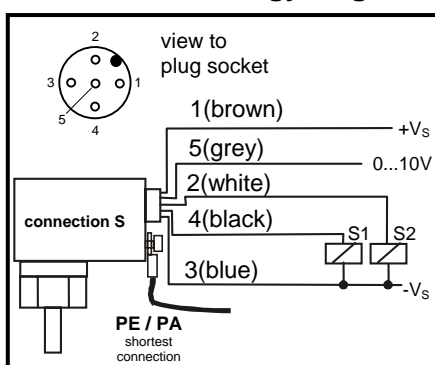 2
3
1
5
4
view to
plug socket
1(brown)
+Vs
5(grey)
0...10V
2(white)
connection S
4(black)
S1
S2
3(blue)
-Vs
PE / PA
shortest
connection